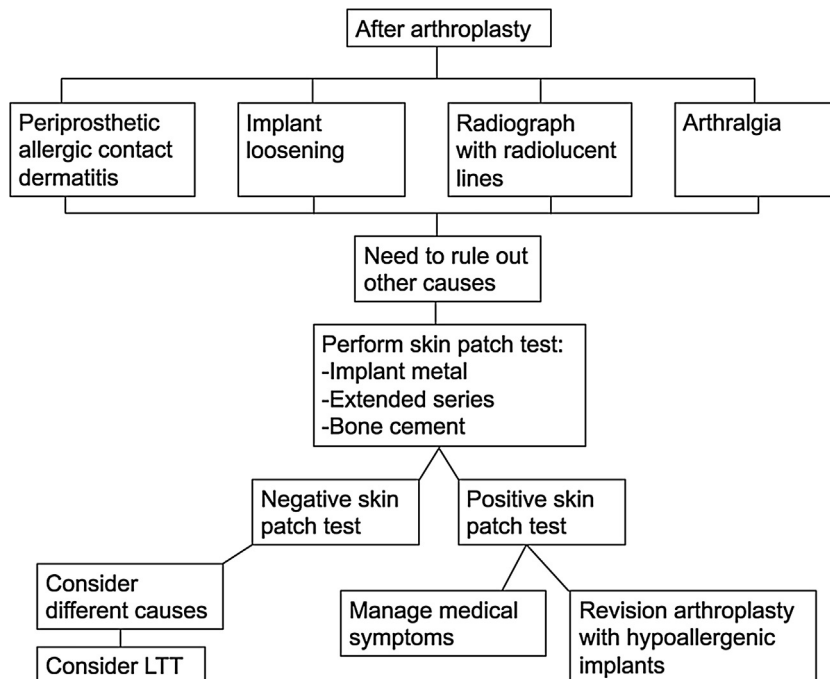 After arthroplasty
Periprosthetic
allergic contact
dermatitis
Implant
loosening
Radiograph
with radiolucent
lines
Arthralgia
Need to rule out
other causes
Perform skin patch test:
-Implant metal
-Extended series
-Bone cement
Negative skin
patch test
Positive skin
patch test
Consider
different causes
Manage medical
symptoms
Revision arthroplasty
with hypoallergenic
implants
Consider LTT